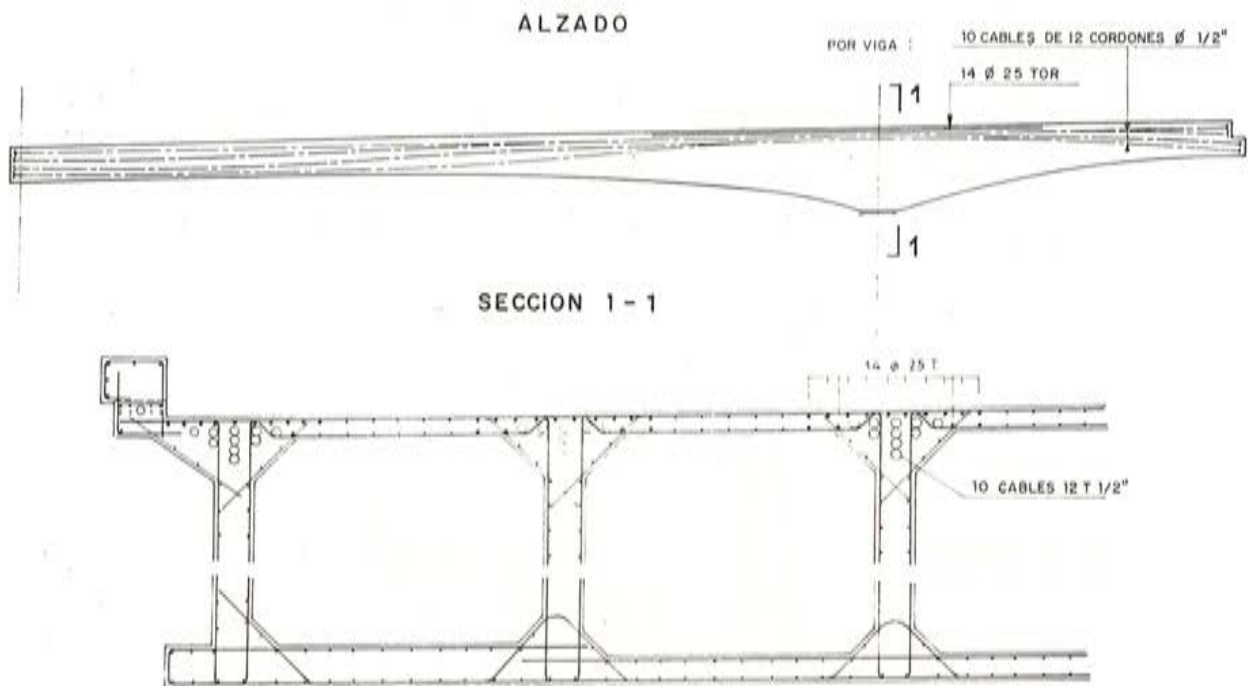 ALZADO
POR VIGA :
10 CABLES DE 12 CORDONES Ø 1/2"
14 Ø 25 TOR
1
1
SECCION 1-1
14 Ø 25 T
10 CABLES 12 T 1/2"